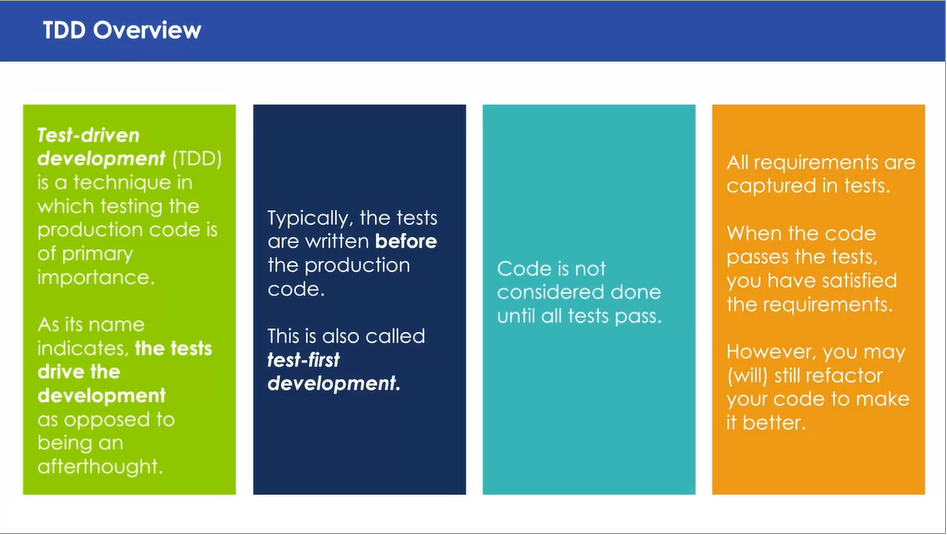 TDD Overview
Test-driven
development (TDD)
is a technique in
which testing the
production code is
of primary
importance.
As its name
indicates, the tests
drive the
development
as opposed to
being an
afterthought.
Typically, the tests
are written before
the production
code.
This is also called
test-first
development.
Code is not
considered done
until all tests pass.
All requirements are
captured in tests.
When the code
passes the tests,
you have satisfied
the requirements.
However, you may
(will) still refactor
your code to make
it better.